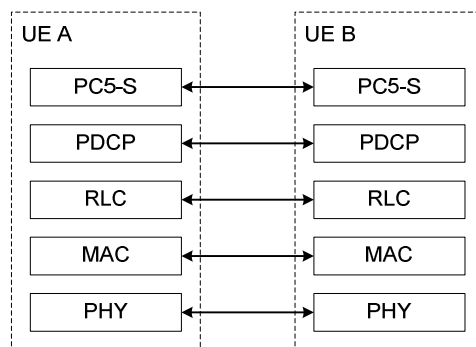 UE A
UE B
PC5-S
PC5-S
PDCP
PDCP
RLC
RLC
MAC
MAC
PHY
PHY